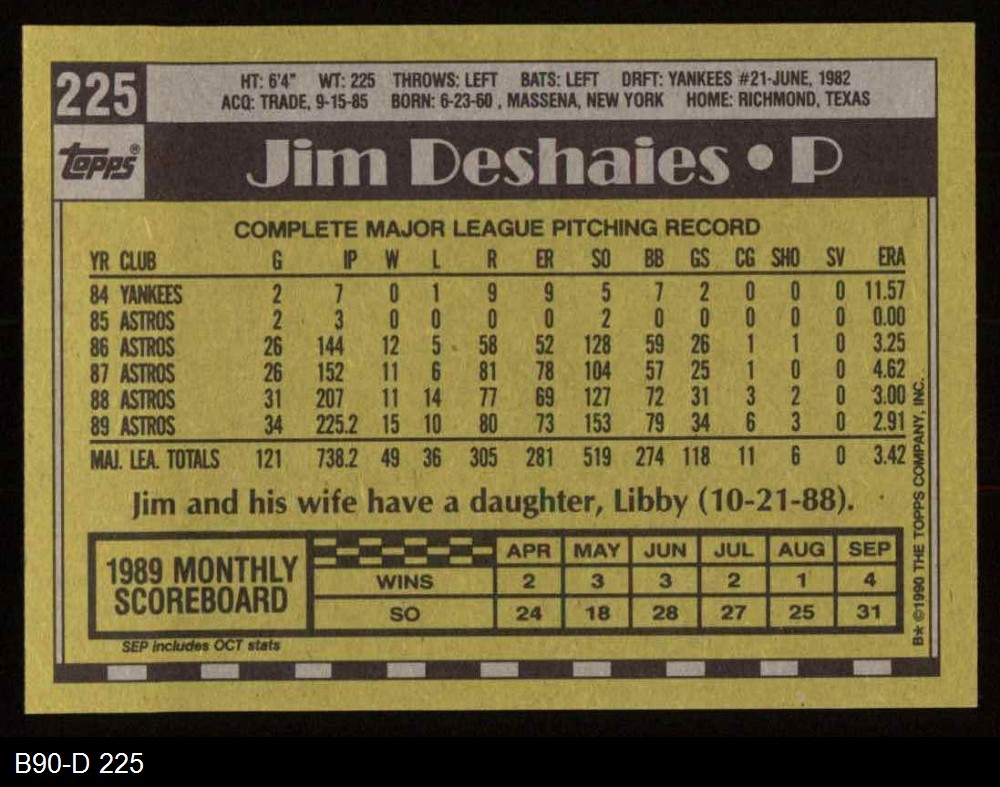 225
HT: 6'4" WT: 225 THROWS: LEFT BATS: LEFT DRFT: YANKEES #21-JUNE, 1982
ACQ: TRADE, 9-15-85 BORN: 6-23-60 , MASSENA, NEW YORK HOME: RICHMOND, TEXAS
Topps®
Jim Deshaies • P
COMPLETE MAJOR LEAGUE PITCHING RECORD
YR CLUB G IP W L R ER SO BB GS CG SHO SV ERA
84 YANKEES 2 7 0 1 9 9 5 7 2 0 0 0 11.57
85 ASTROS 2 3 0 0 0 0 2 0 0 0 0 0 0.00
86 ASTROS 26 144 12 5 58 52 128 59 26 1 1 0 3.25
87 ASTROS 26 152 11 6 81 78 104 57 25 1 0 0 4.62
88 ASTROS 31 207 11 14 77 69 127 72 31 3 2 0 3.00
89 ASTROS 34 225.2 15 10 80 73 153 79 34 6 3 0 2.91
MAJ. LEA. TOTALS 121 738.2 49 36 305 281 519 274 118 11 6 0 3.42
Jim and his wife have a daughter, Libby (10-21-88).
1989 MONTHLY SCOREBOARD
APR MAY JUN JUL AUG SEP
WINS 2 3 3 2 1 4
SO 24 18 28 27 25 31
SEP includes OCT stats
B★ ©1990 THE TOPPS COMPANY, INC.
B90-D 225